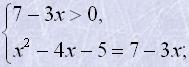 7 − 3x > 0,
x² − 4x − 5 = 7 − 3x;